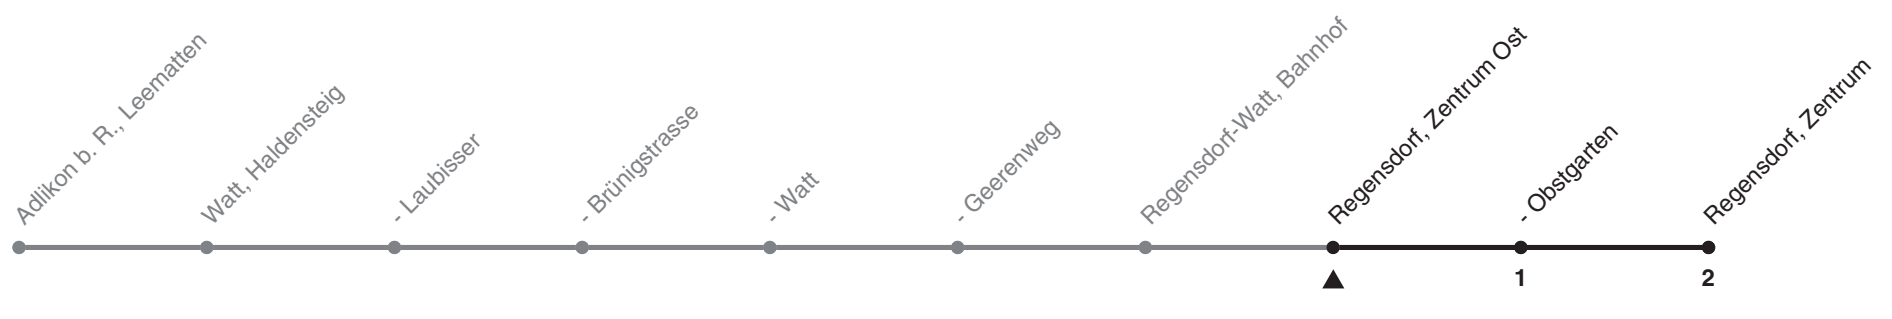 Adlikon b. R., Leematten
Watt, Haldensteig
- Laubisser
- Brünigstrasse
- Watt
- Geerenweg
Regensdorf-Watt, Bahnhof
Regensdorf, Zentrum Ost
- Obstgarten
Regensdorf, Zentrum
1
2